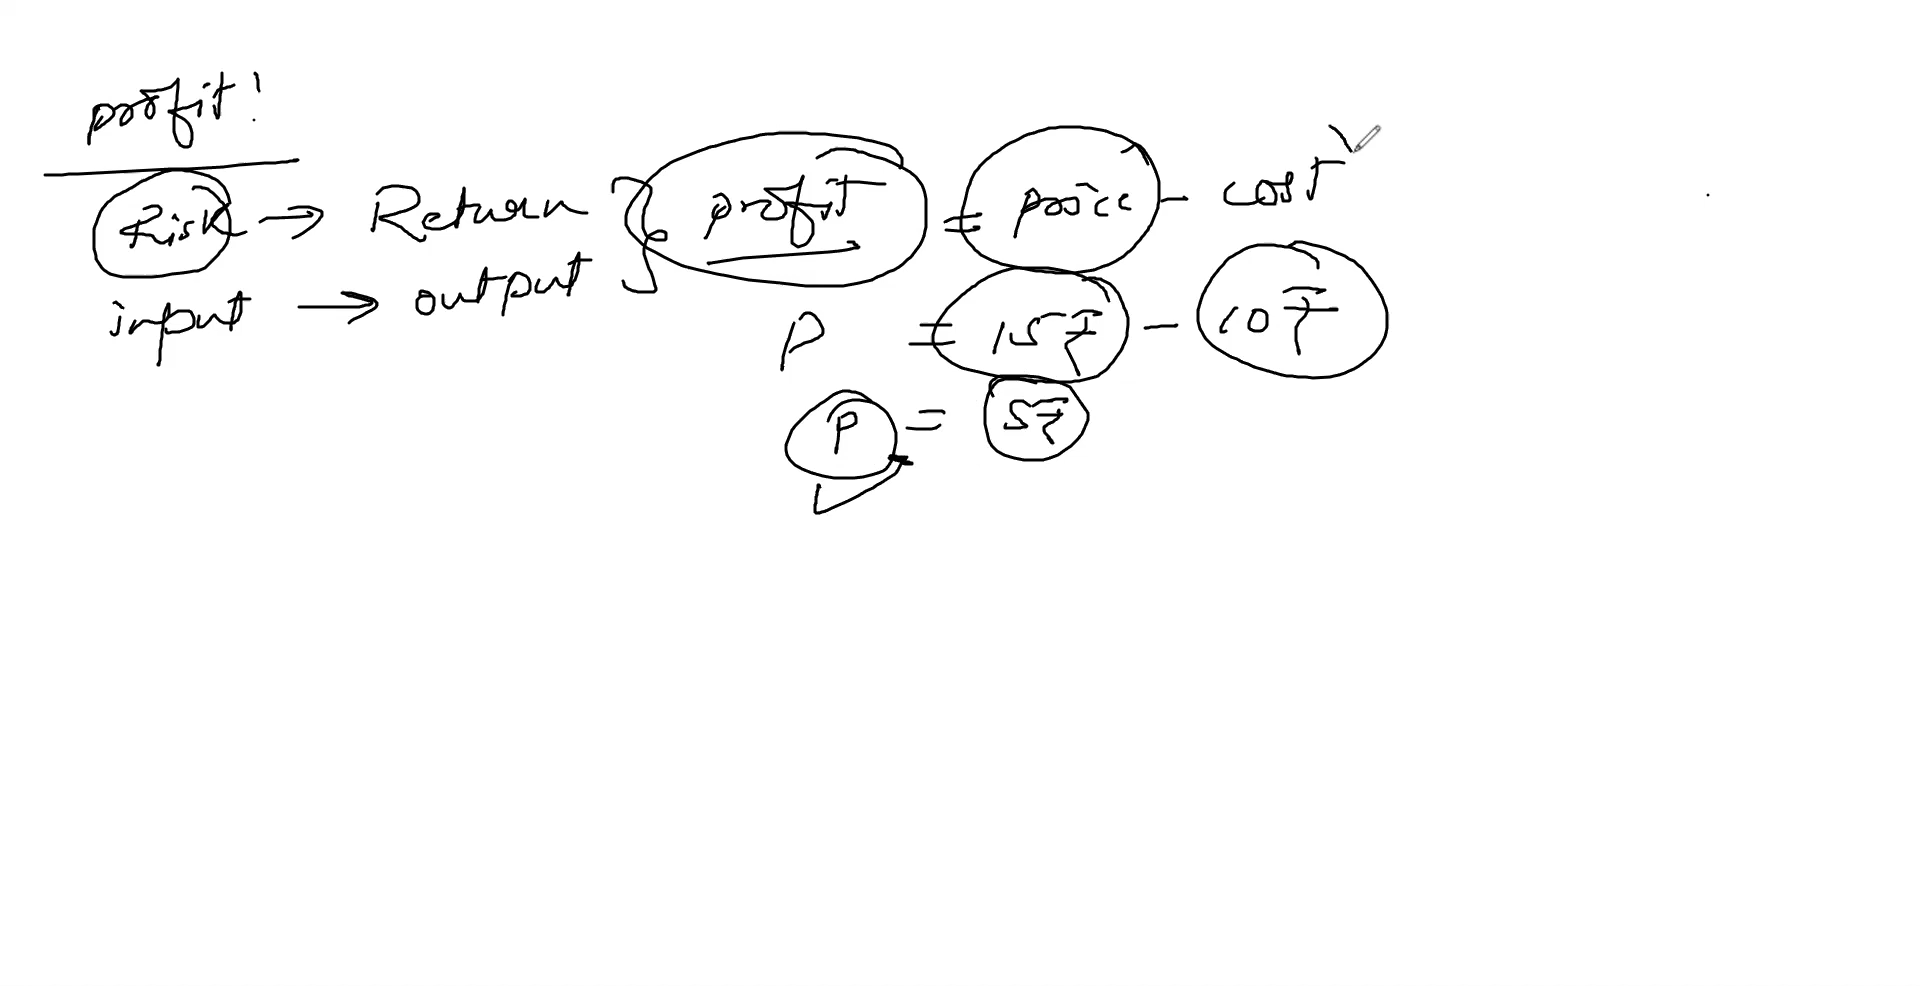 profit!
Risk → Return } profit = price - cost
input → output
P = 15₹ - 10₹
P = 5₹